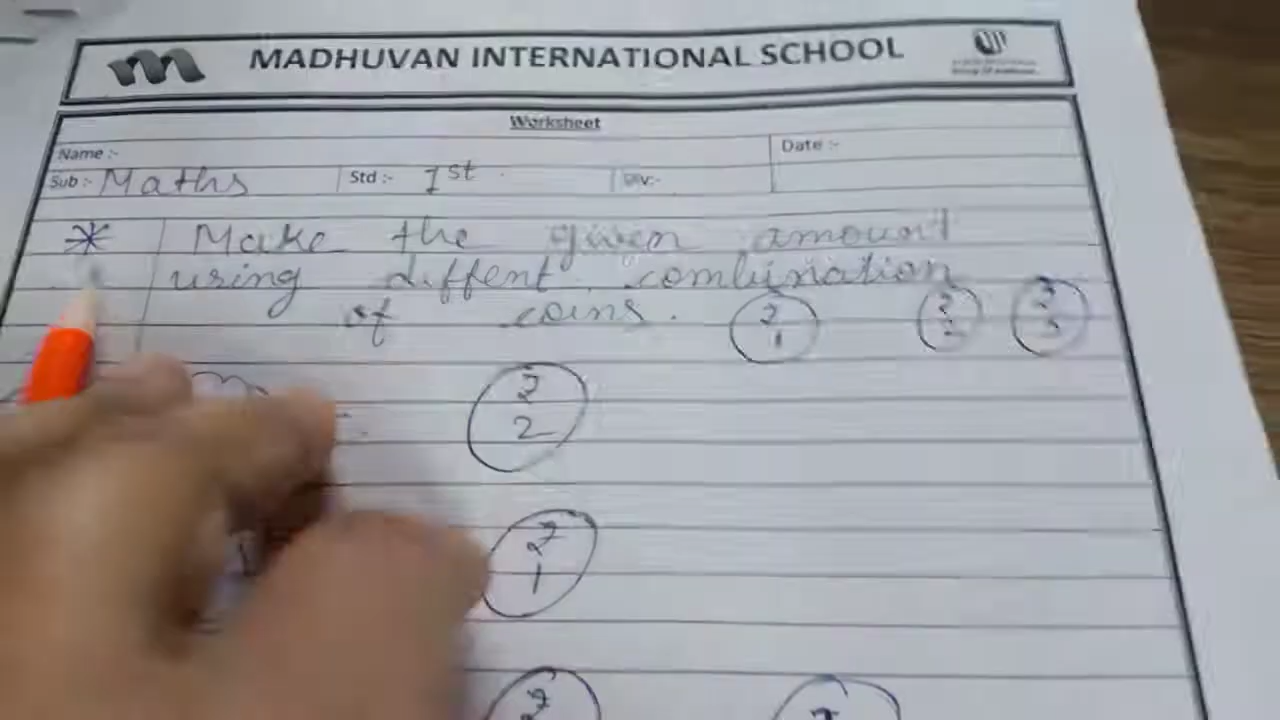 MADHUVAN INTERNATIONAL SCHOOL
Worksheet
Name :-
Date :-
Sub :- Maths
Std :- 1st
Div:-
* Make the given amount
using diffent combination
of coins.
₹ 1
₹ 2
₹ 5
₹ 2
₹ 1
₹
₹